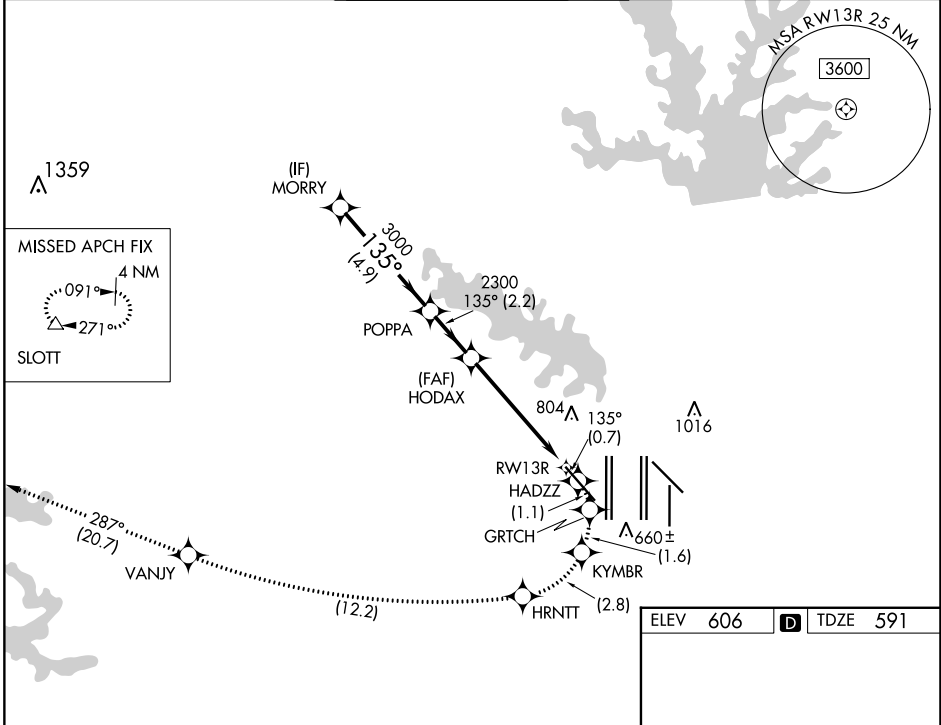 MSA RW13R 25 NM
3600
1359
(IF)
MORRY
3000
135°
(4.9)
MISSED APCH FIX
4 NM
091°
271°
SLOTT
2300
135° (2.2)
POPPA
(FAF)
HODAX
804
135°
(0.7)
1016
RW13R
HADZZ
(1.1)
GRTCH
660 ±
(1.6)
KYMBR
287°
(20.7)
VANJY
(12.2)
HRNTT
(2.8)
ELEV 606 D TDZE 591